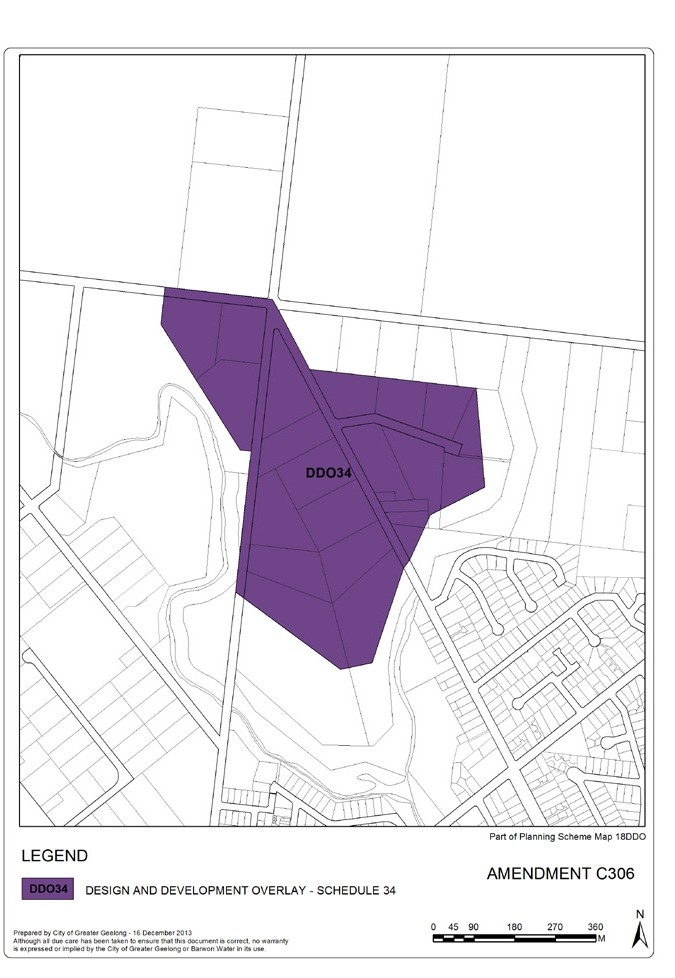 DDO34
Part of Planning Scheme Map 18DDO
LEGEND
AMENDMENT C306
DDO34 DESIGN AND DEVELOPMENT OVERLAY - SCHEDULE 34
N
0 45 90 180 270 360
M
Prepared by City of Greater Geelong - 16 December 2013
Although all due care has been taken to ensure that this document is correct, no warranty
is expressed or implied by the City of Greater Geelong or Barwon Water in its use.